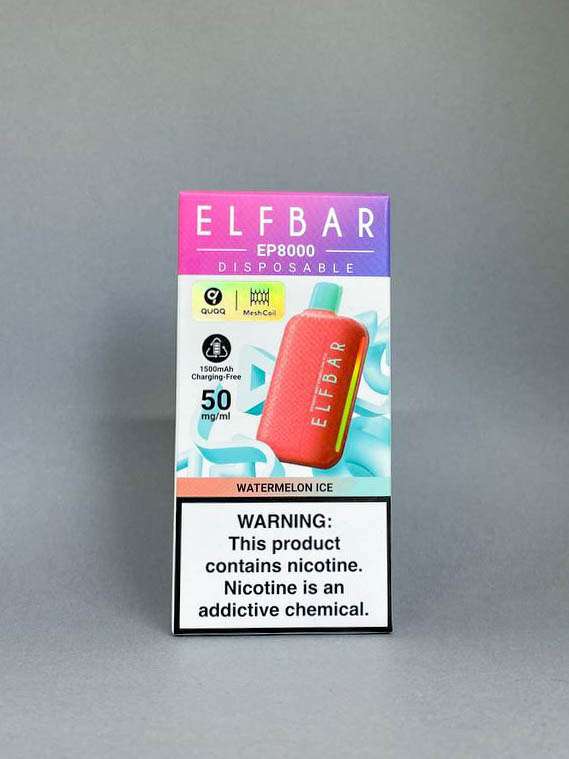 ELFBAR
EP8000
DISPOSABLE
QUAQ | MeshCoil
1500mAh
Charging-Free
50
mg/ml
ELFBAR
WATERMELON ICE
WARNING:
This product
contains nicotine.
Nicotine is an
addictive chemical.